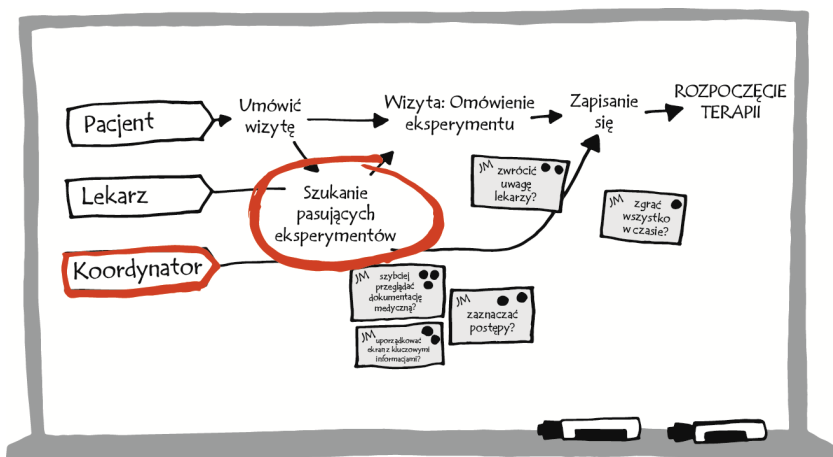 Pacjent
Umówić
wizytę
Wizyta: Omówienie
eksperymentu
Zapisanie
się
ROZPOCZĘCIE
TERAPII
Lekarz
Szukanie
pasujących
eksperymentów
Koordynator
JM zwrócić
uwagę
lekarzy?
JM zgrać
wszystko
w czasie?
JM szybciej
przeglądać
dokumentację
medyczną?
JM zaznaczać
postępy?
JM uporządkować
ekran z kluczowymi
informacjami?